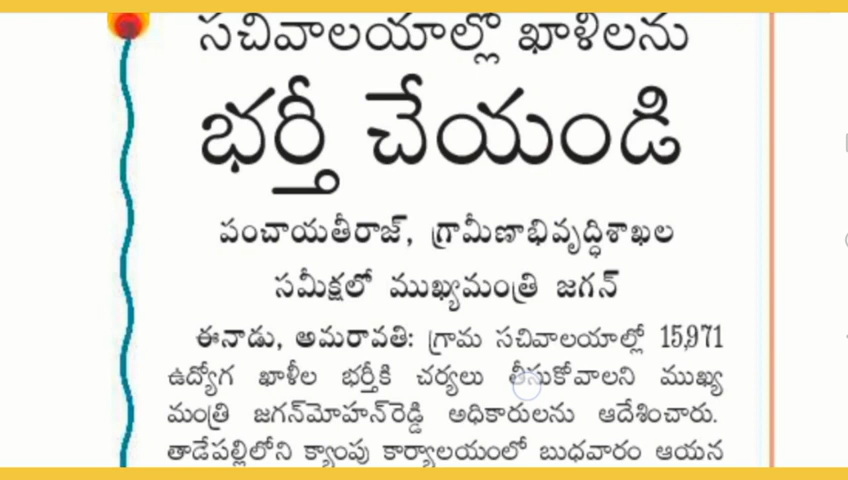 సచివాలయాల్లో ఖాళీలను
భర్తీ చేయండి
పంచాయతీరాజ్, గ్రామీణాభివృద్ధిశాఖల
సమీక్షలో ముఖ్యమంత్రి జగన్
ఈనాడు, అమరావతి: గ్రామ సచివాలయాల్లో 15,971
ఉద్యోగ ఖాళీల భర్తీకి చర్యలు తీసుకోవాలని ముఖ్య
మంత్రి జగన్‌మోహన్‌రెడ్డి అధికారులను ఆదేశించారు.
తాడేపల్లిలోని క్యాంపు కార్యాలయంలో బుధవారం ఆయన